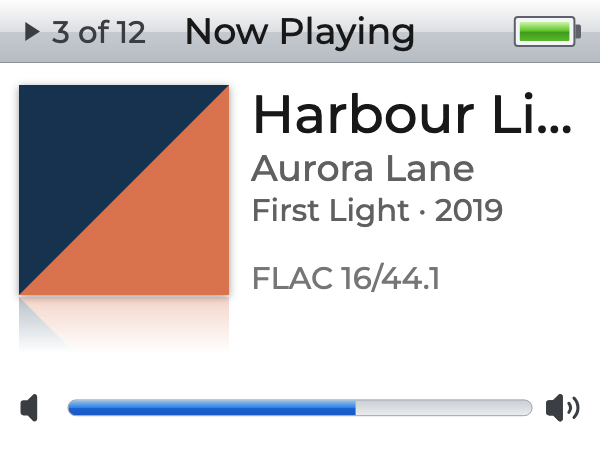 3 of 12 Now Playing
Harbour Li...
Aurora Lane
First Light · 2019
FLAC 16/44.1